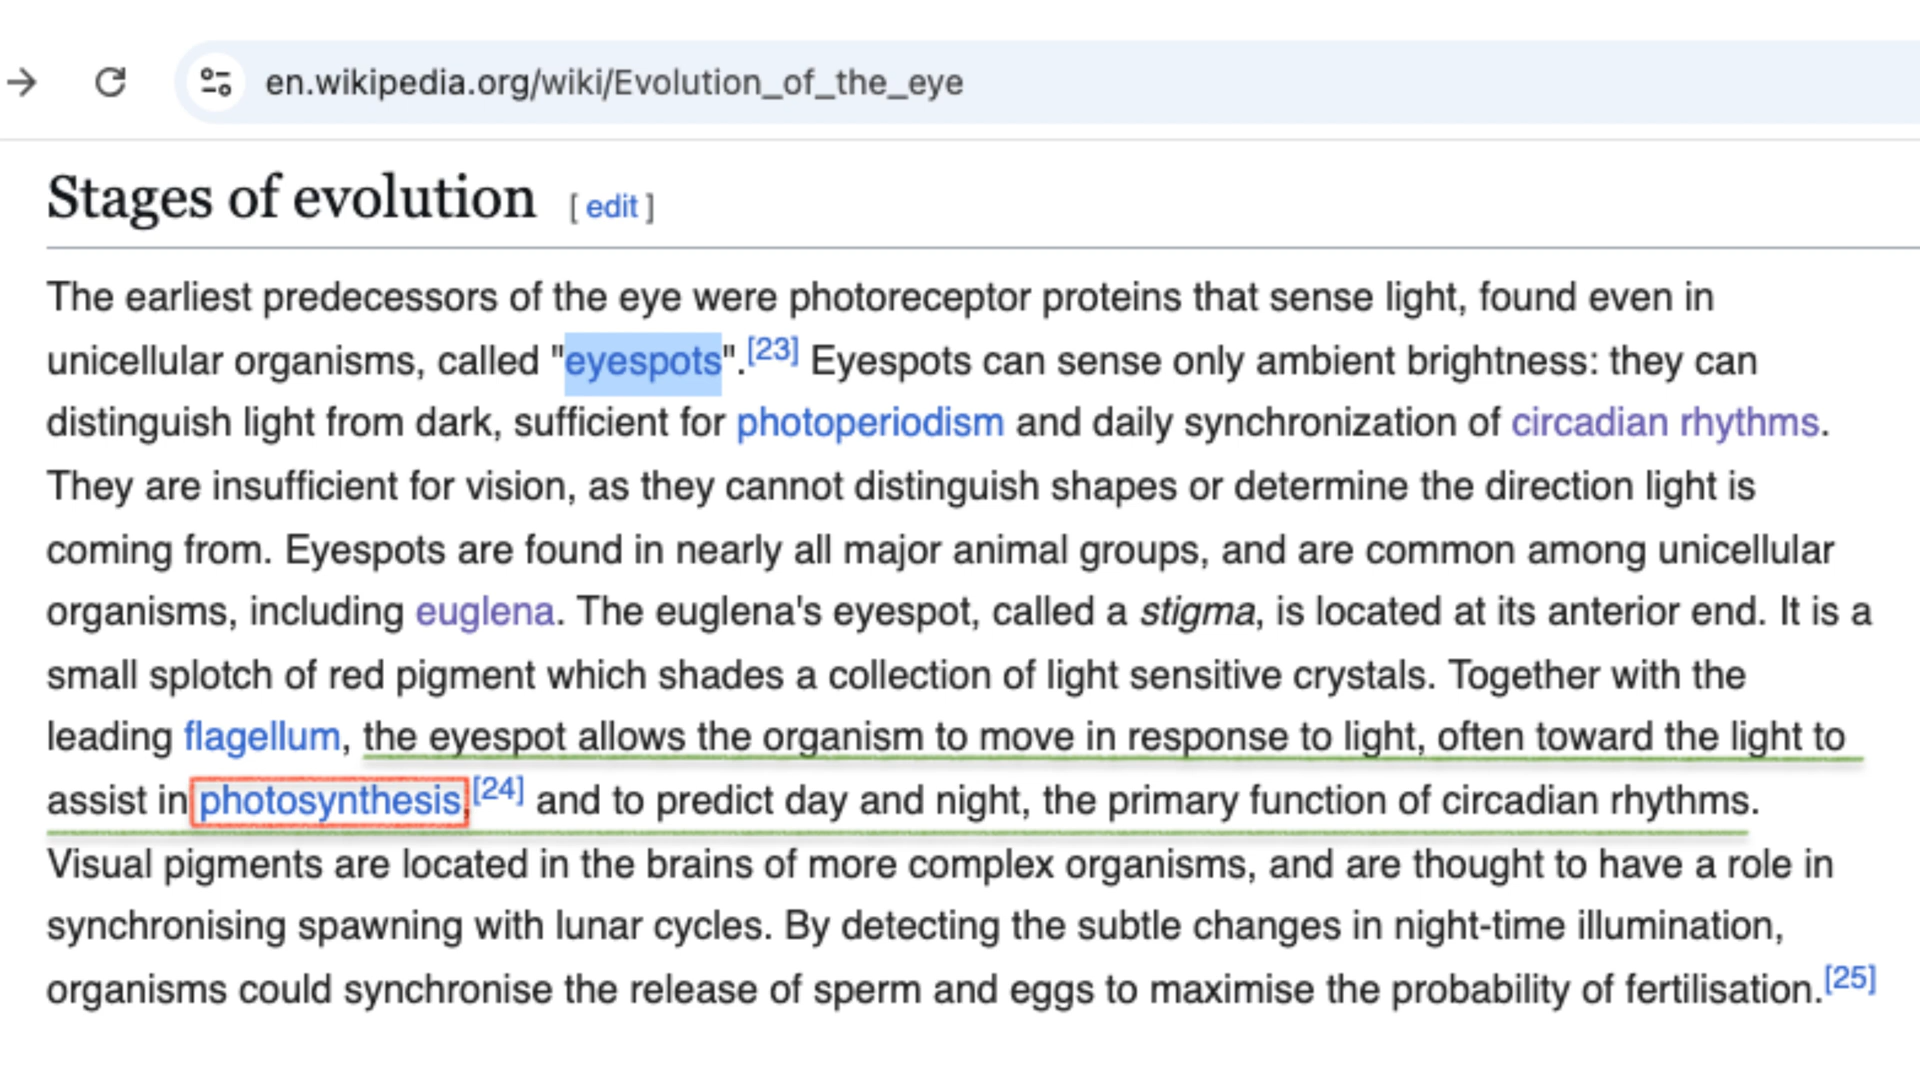 en.wikipedia.org/wiki/Evolution_of_the_eye
Stages of evolution [ edit ]
The earliest predecessors of the eye were photoreceptor proteins that sense light, found even in
unicellular organisms, called "eyespots".[23] Eyespots can sense only ambient brightness: they can
distinguish light from dark, sufficient for photoperiodism and daily synchronization of circadian rhythms.
They are insufficient for vision, as they cannot distinguish shapes or determine the direction light is
coming from. Eyespots are found in nearly all major animal groups, and are common among unicellular
organisms, including euglena. The euglena's eyespot, called a stigma, is located at its anterior end. It is a
small splotch of red pigment which shades a collection of light sensitive crystals. Together with the
leading flagellum, the eyespot allows the organism to move in response to light, often toward the light to
assist in photosynthesis,[24] and to predict day and night, the primary function of circadian rhythms.
Visual pigments are located in the brains of more complex organisms, and are thought to have a role in
synchronising spawning with lunar cycles. By detecting the subtle changes in night-time illumination,
organisms could synchronise the release of sperm and eggs to maximise the probability of fertilisation.[25]